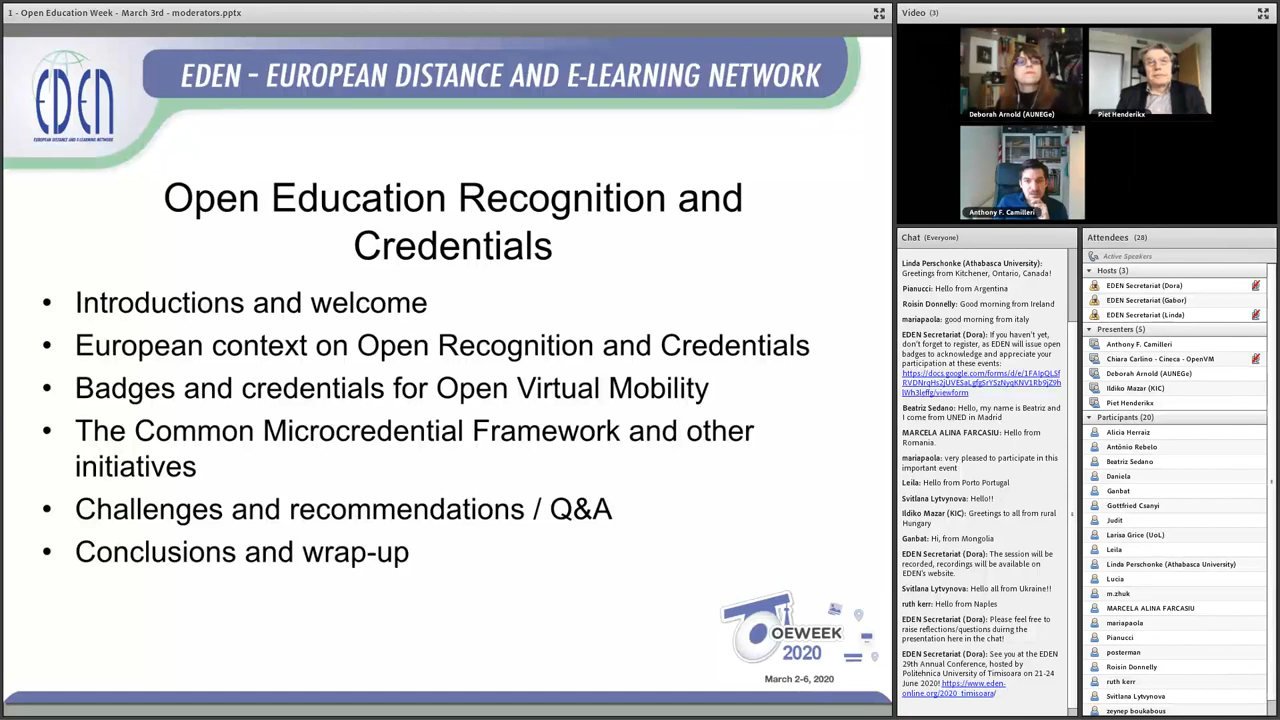 1 - Open Education Week - March 3rd - moderators.pptx
EDEN
EUROPEAN DISTANCE AND E-LEARNING NETWORK
EDEN - EUROPEAN DISTANCE AND E-LEARNING NETWORK
Open Education Recognition and
Credentials
• Introductions and welcome
• European context on Open Recognition and Credentials
• Badges and credentials for Open Virtual Mobility
• The Common Microcredential Framework and other
initiatives
• Challenges and recommendations / Q&A
• Conclusions and wrap-up
OEWEEK
2020
March 2-6, 2020
Video (3)
Deborah Arnold (AUNEGe)
Piet Henderikx
Anthony F. Camilleri
Chat (Everyone)
Linda Perschonke (Athabasca University):
Greetings from Kitchener, Ontario, Canada!
Pianucci: Hello from Argentina
Roisin Donnelly: Good morning from Ireland
mariapaola: good morning from italy
EDEN Secretariat (Dora): If you haven't yet,
don't forget to register, as EDEN will issue open
badges to acknowledge and appreciate your
participation at these events:
Beatriz Sedano: Hello, my name is Beatriz and
I come from UNED in Madrid
MARCELA ALINA FARCASIU: Hello from
Romania.
mariapaola: very pleased to participate in this
important event
Leila: Hello from Porto Portugal
Svitlana Lytvynova: Hello!!
Ildiko Mazar (KIC): Greetings to all from rural
Hungary
Ganbat: Hi, from Mongolia
EDEN Secretariat (Dora): The session will be
recorded, recordings will be available on
EDEN's website.
Svitlana Lytvynova: Hello all from Ukraine!!
ruth kerr: Hello from Naples
EDEN Secretariat (Dora): Please feel free to
raise reflections/questions duirng the
presentation here in the chat!
EDEN Secretariat (Dora): See you at the EDEN
29th Annual Conference, hosted by
Politehnica University of Timisoara on 21-24
June 2020! https://www.eden-
online.org/2020_timisoara/
Attendees (28)
Active Speakers
Hosts (3)
EDEN Secretariat (Dora)
EDEN Secretariat (Gabor)
EDEN Secretariat (Linda)
Presenters (5)
Anthony F. Camilleri
Chiara Carlino - Cineca - OpenVM
Deborah Arnold (AUNEGe)
Ildiko Mazar (KIC)
Piet Henderikx
Participants (20)
Alicia Herraiz
António Rebelo
Beatriz Sedano
Daniela
Ganbat
Gottfried Csanyi
Judit
Larisa Grice (UoL)
Leila
Linda Perschonke (Athabasca University)
Lucia
m.zhuk
MARCELA ALINA FARCASIU
mariapaola
Pianucci
posterman
Roisin Donnelly
ruth kerr
Svitlana Lytvynova
zeynep boukabous